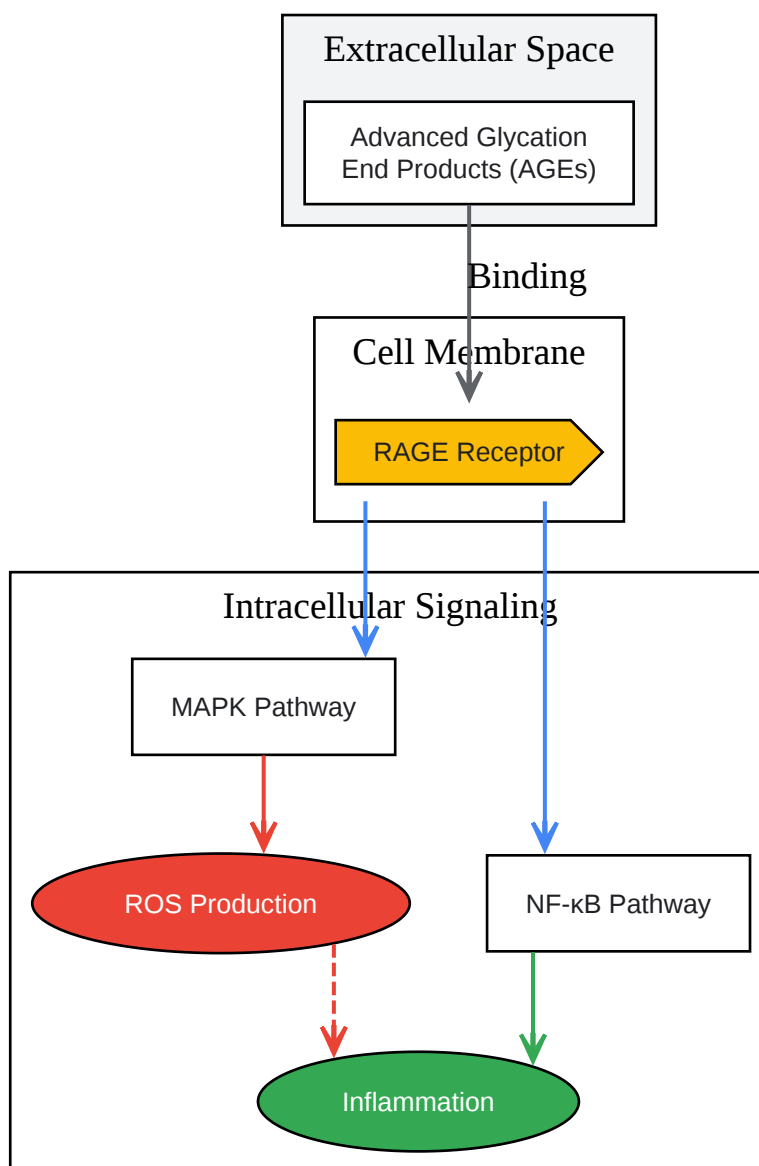 Extracellular Space
Advanced Glycation
End Products (AGEs)
Binding
Cell Membrane
RAGE Receptor
Intracellular Signaling
MAPK Pathway
ROS Production
NF-κB Pathway
Inflammation